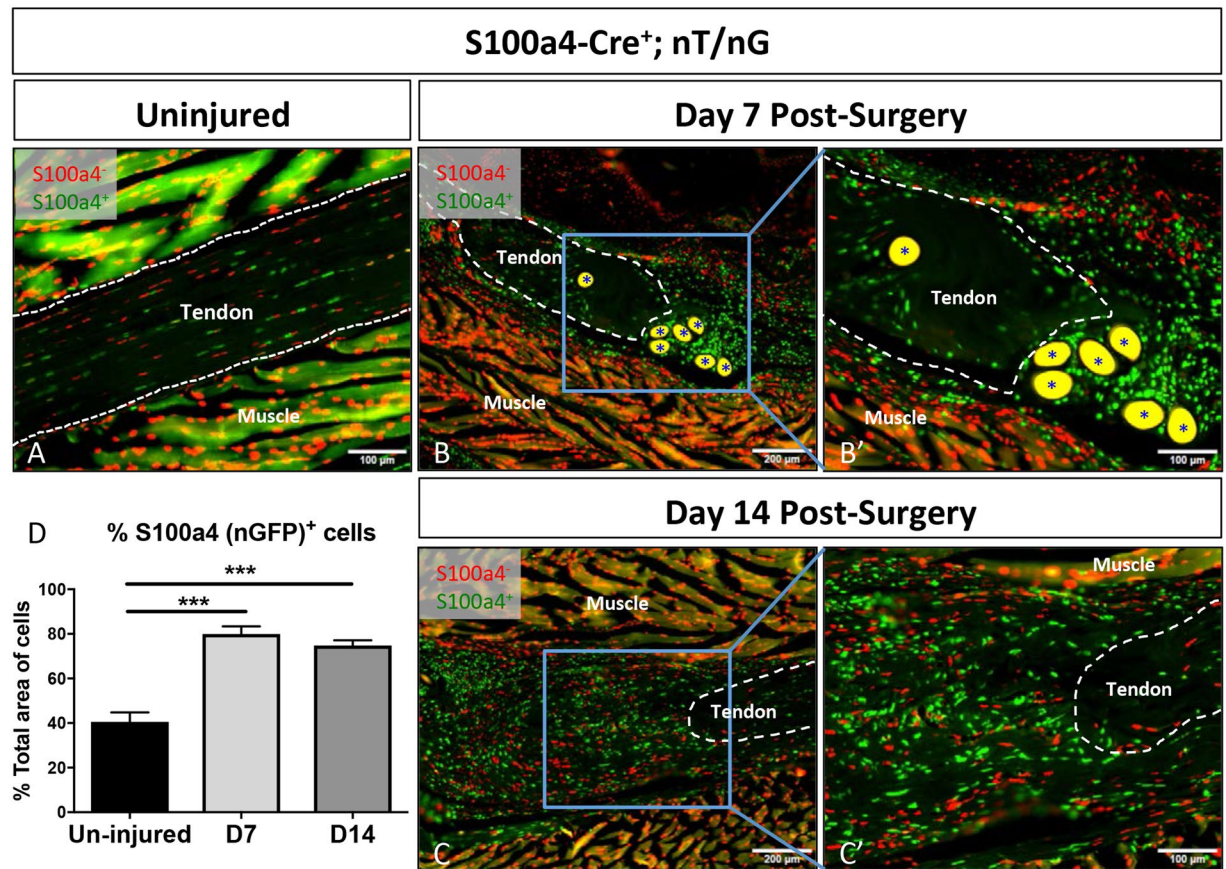 S100a4-Cre⁺; nT/nG
Uninjured
Day 7 Post-Surgery
S100a4⁻
S100a4⁺
Tendon
Muscle
A
100 µm
S100a4⁻
S100a4⁺
Tendon
*
*
*
*
*
*
*
*
Muscle
B
200 µm
*
Tendon
*
*
*
*
*
*
Muscle
B’
100 µm
Day 14 Post-Surgery
D
% S100a4 (nGFP)⁺ cells
% Total area of cells
100
80
60
40
20
0
***
***
Un-injured
D7
D14
S100a4⁻
S100a4⁺
Muscle
Tendon
C
200 µm
Muscle
Tendon
C’
100 µm